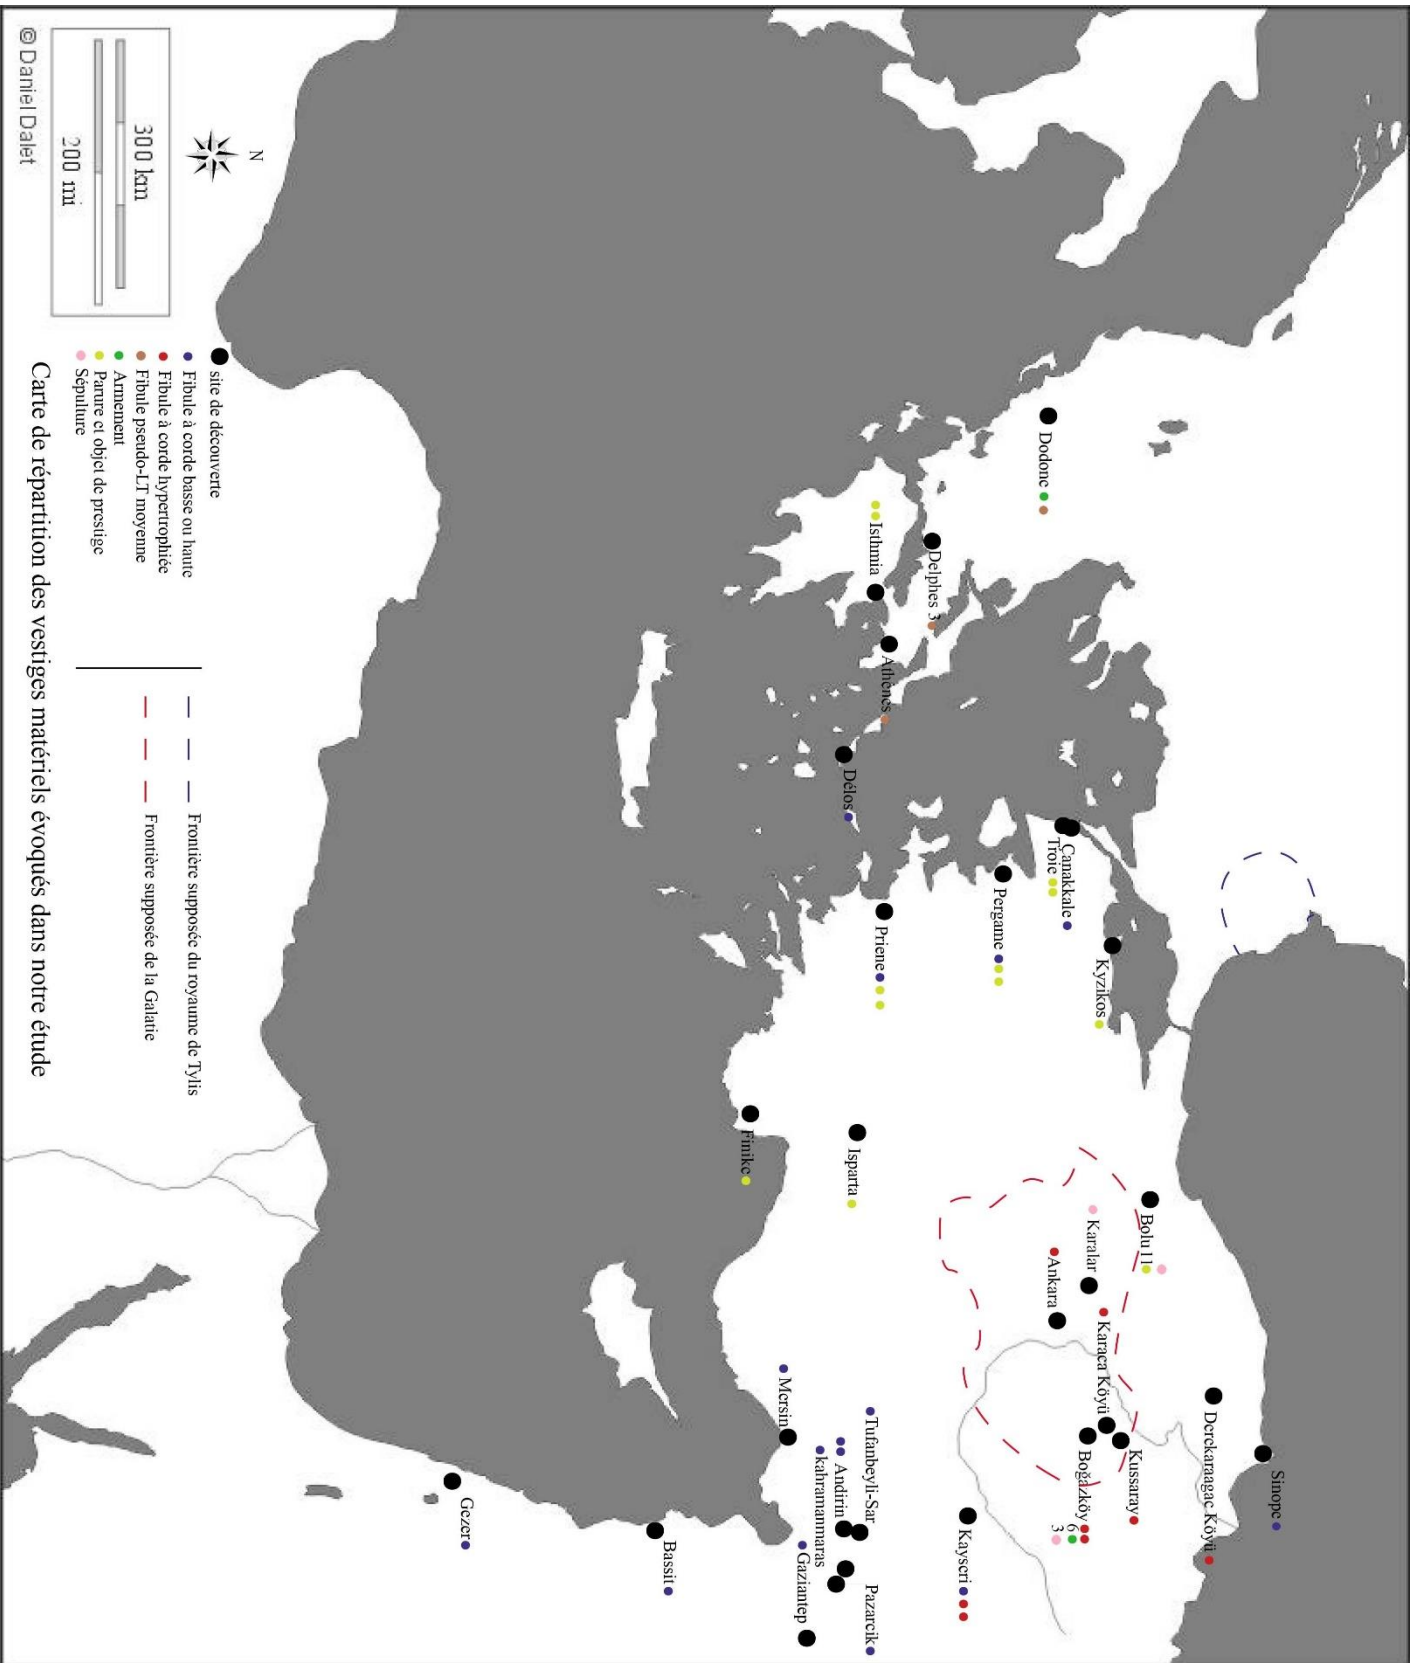 Sinope
Derekaraagac Köyü
Bolu 11
Kussaray
Karaca Köyü
Karalar
Boğazköy
6
3
Ankara
Kayseri
Kyzikos
Canakkale
Troie
Pergame
Dodone
Delphes 3
Isthmia
Athènes
Délos
Priene
Isparta
Finike
Tufanbeyli-Sar
Pazarcik
Andirin
kahramanmaras
Gaziantep
Mersin
Bassit
Gezer
N
300 km
200 mi
© Daniel Dalet
site de découverte
Fibule à corde basse ou haute
Fibule à corde hypertrophiée
Fibule pseudo-LT moyenne
Armement
Parure et objet de prestige
Sépulture
Frontière supposée du royaume de Tylis
Frontière supposée de la Galatie
Carte de répartition des vestiges matériels évoqués dans notre étude